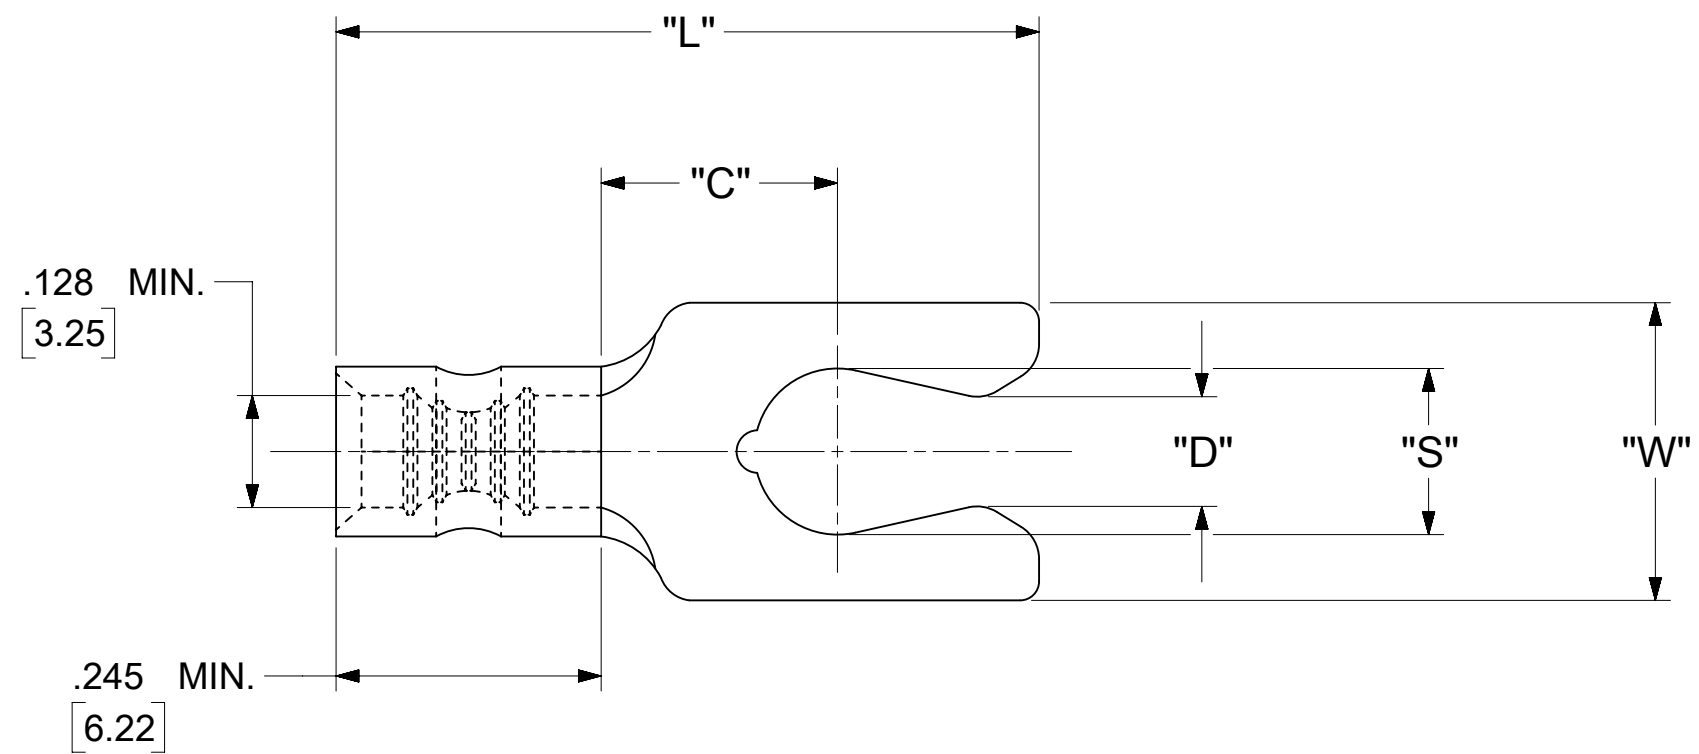 "L"
"C"
.128 MIN.
[3.25]
"D"
"S"
"W"
.245 MIN.
[6.22]